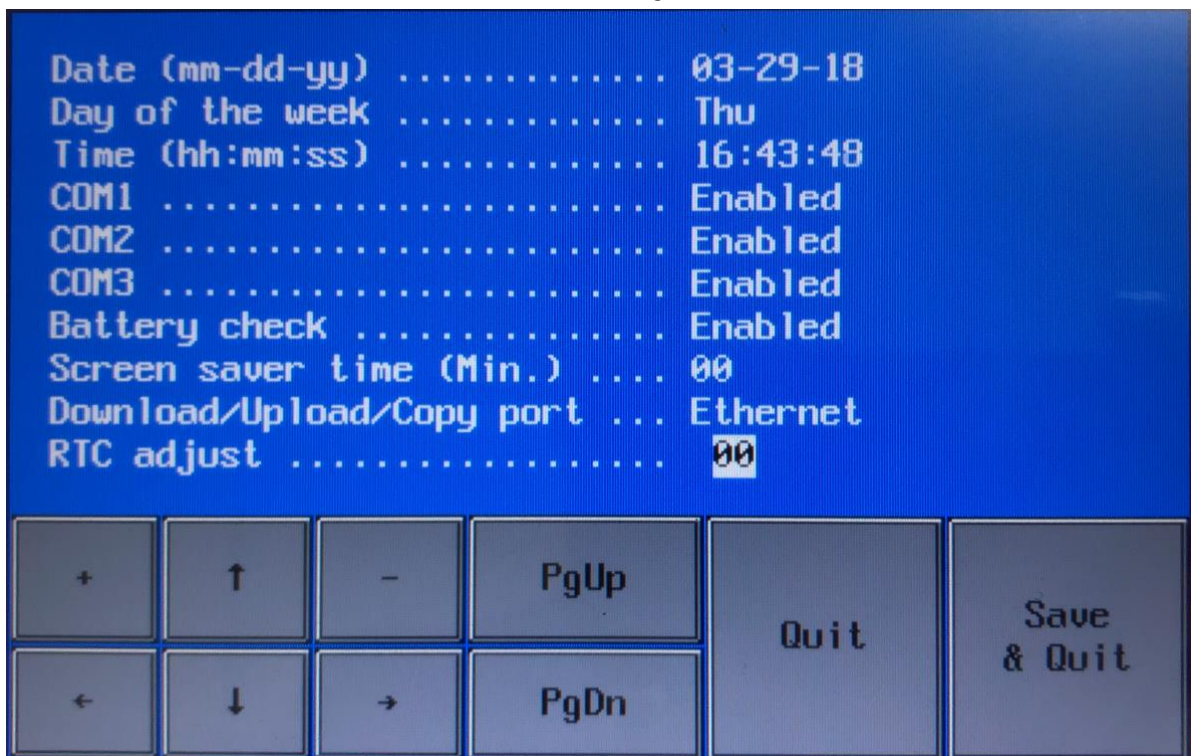 Date (mm-dd-yy) ............. 03-29-18
Day of the week ............. Thu
Time (hh:mm:ss) ............. 16:43:48
COM1 ........................ Enabled
COM2 ........................ Enabled
COM3 ........................ Enabled
Battery check ............... Enabled
Screen saver time (Min.) .... 00
Download/Upload/Copy port ... Ethernet
RTC adjust .................. 00
+ ↑ - PgUp
Quit
Save
& Quit
← ↓ → PgDn